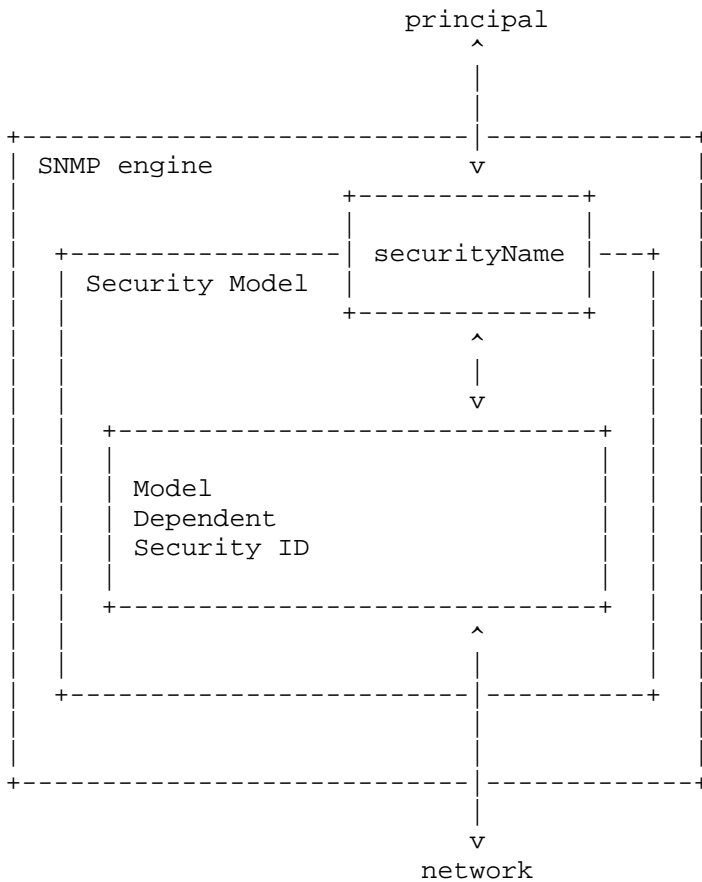 principal
SNMP engine
securityName
Security Model
Model
Dependent
Security ID
network